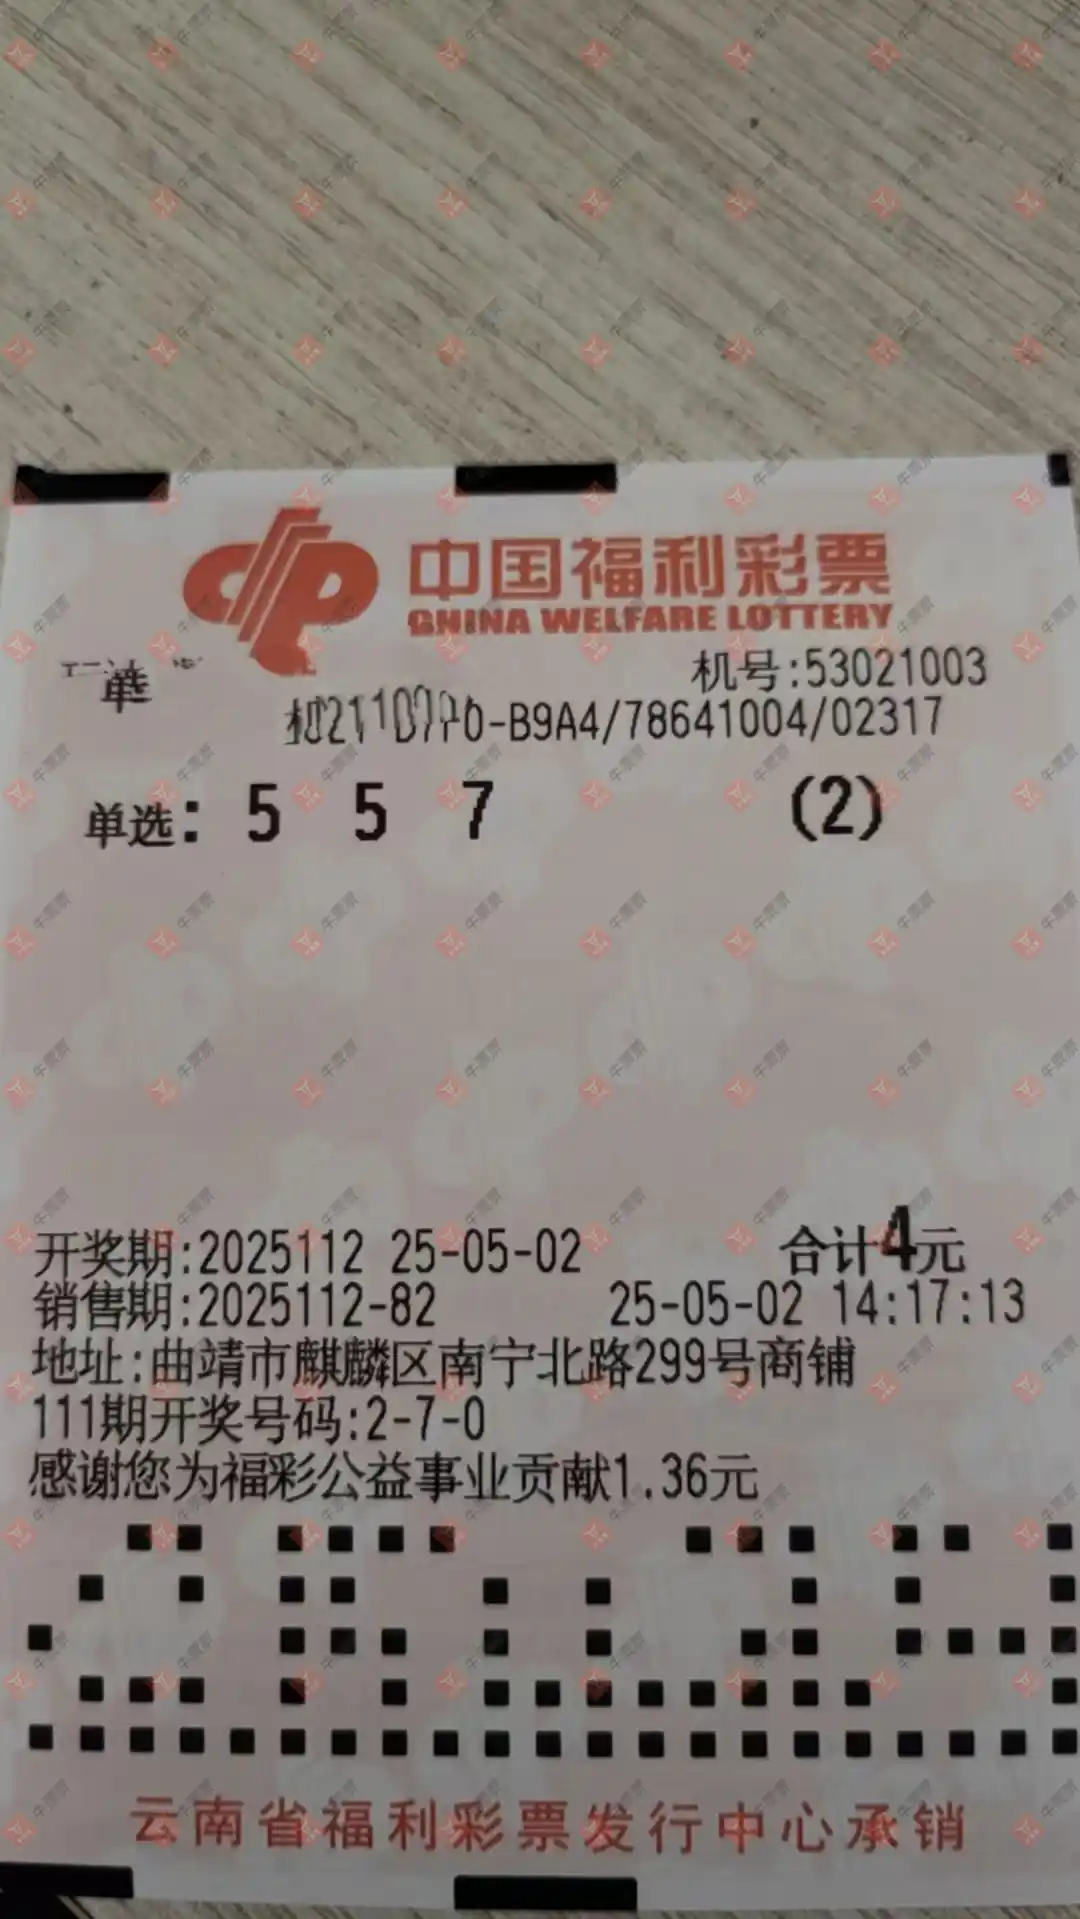 中国福利彩票
CHINA WELFARE LOTTERY
机号:53021003
0-B9A4/78641004/02317
单选: 5 5 7 (2)
开奖期:2025112 25-05-02 合计4元
销售期:2025112-82 25-05-02 14:17:13
地址:曲靖市麒麟区南宁北路299号商铺
111期开奖号码:2-7-0
感谢您为福彩公益事业贡献1.36元
云南省福利彩票发行中心承销